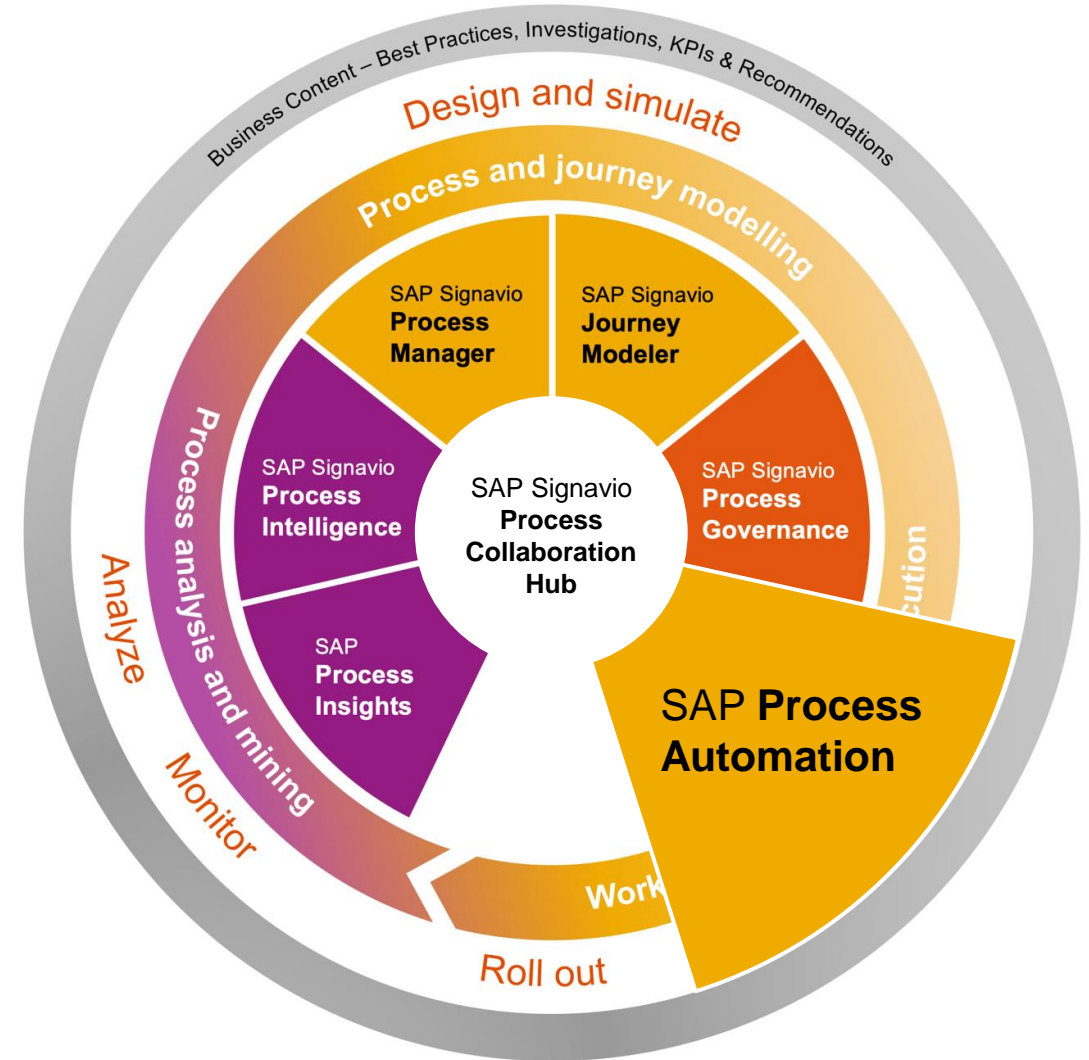 Business Content – Best Practices, Investigations, KPIs & Recommendations
Design and simulate
Process and journey modelling
SAP Signavio
Process
Manager
SAP Signavio
Journey
Modeler
SAP Signavio
Process
Intelligence
SAP Signavio
Process
Collaboration
Hub
SAP Signavio
Process
Governance
cution
Process analysis and mining
Analyze
SAP
Process
Insights
SAP Process
Automation
Monitor
Work
Roll out